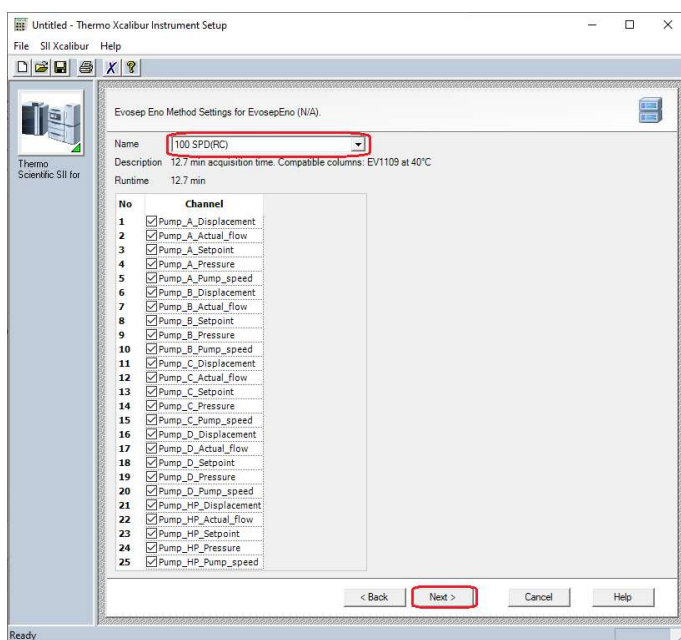 Untitled - Thermo Xcalibur Instrument Setup
File SII Xcalibur Help
Thermo
Scientific SII for
Evosep Eno Method Settings for EvosepEno (N/A).
Name 100 SPD(RC)
Description 12.7 min acquisition time. Compatible columns: EV1109 at 40°C
Runtime 12.7 min
No Channel
1 Pump_A_Displacement
2 Pump_A_Actual_flow
3 Pump_A_Setpoint
4 Pump_A_Pressure
5 Pump_A_Pump_speed
6 Pump_B_Displacement
7 Pump_B_Actual_flow
8 Pump_B_Setpoint
9 Pump_B_Pressure
10 Pump_B_Pump_speed
11 Pump_C_Displacement
12 Pump_C_Actual_flow
13 Pump_C_Setpoint
14 Pump_C_Pressure
15 Pump_C_Pump_speed
16 Pump_D_Displacement
17 Pump_D_Actual_flow
18 Pump_D_Setpoint
19 Pump_D_Pressure
20 Pump_D_Pump_speed
21 Pump_HP_Displacement
22 Pump_HP_Actual_flow
23 Pump_HP_Setpoint
24 Pump_HP_Pressure
25 Pump_HP_Pump_speed
< Back Next > Cancel Help
Ready